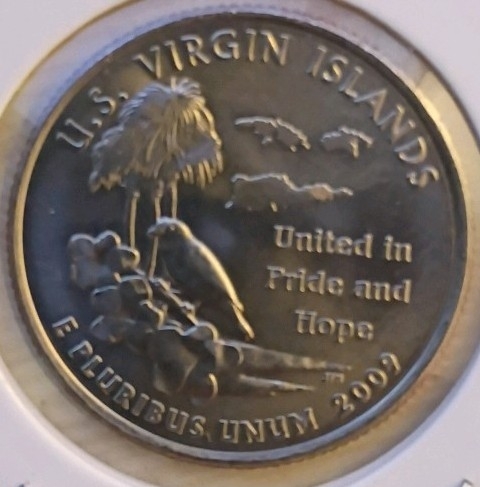 U.S. VIRGIN ISLANDS
United in
Pride and
Hope
E PLURIBUS UNUM 2009